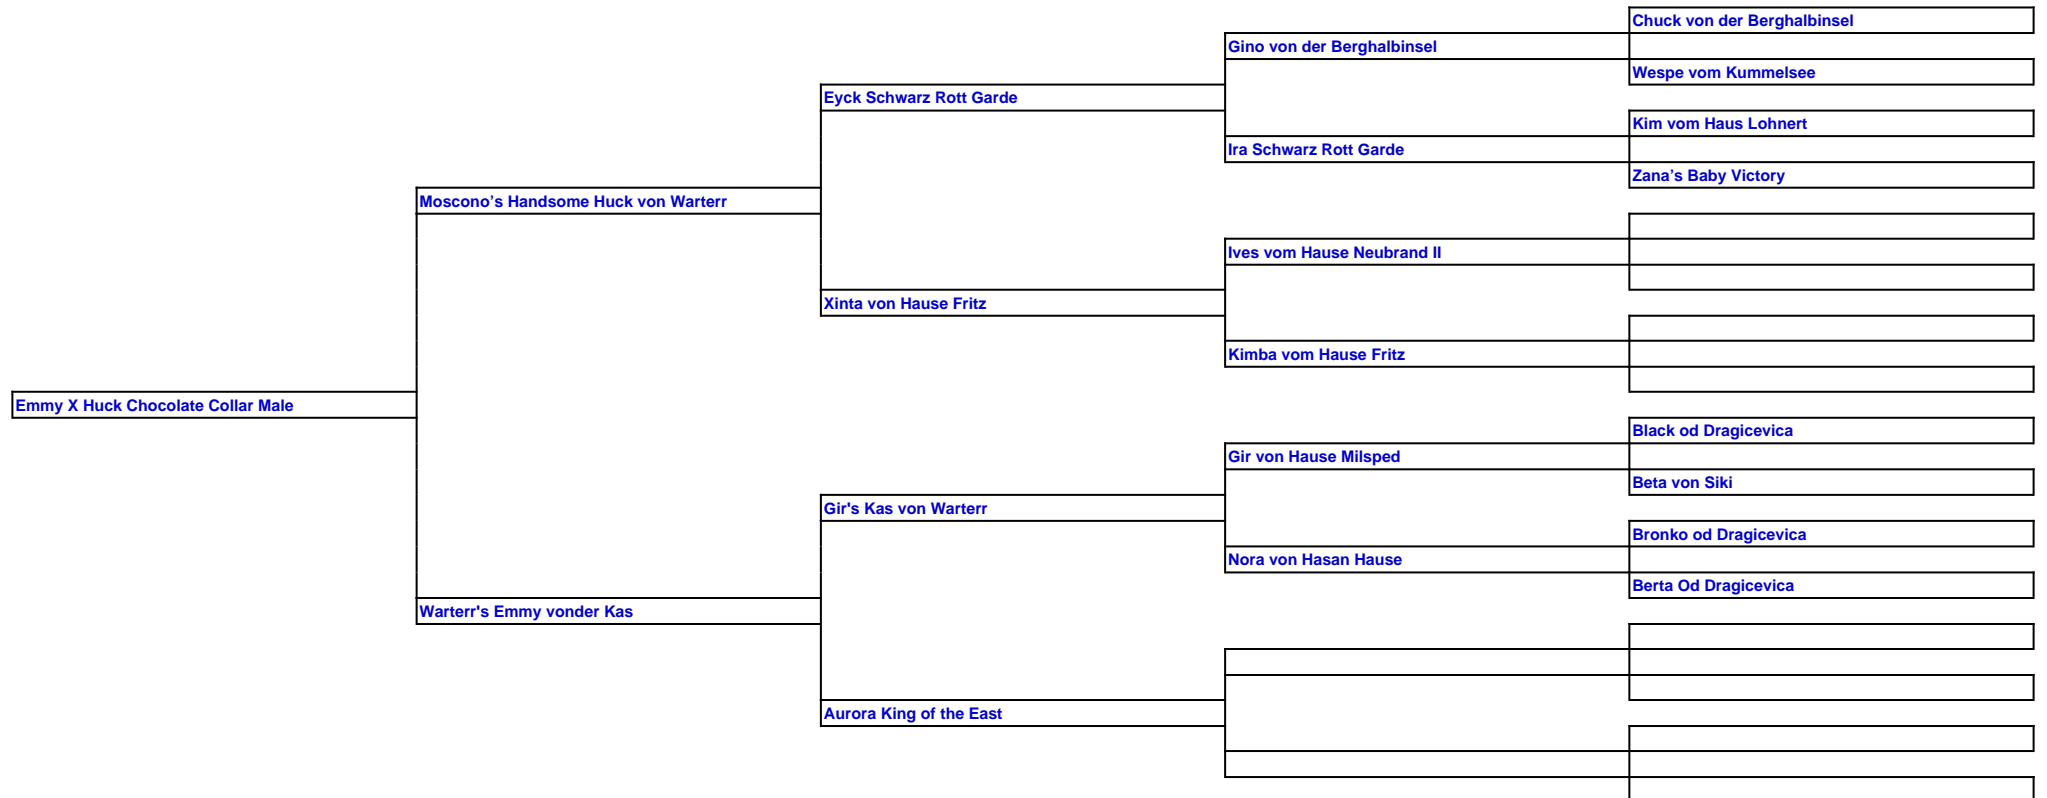 Chuck von der Berghalbinsel
Gino von der Berghalbinsel
Wespe vom Kummelsee
Eyck Schwarz Rott Garde
Kim vom Haus Lohnert
Ira Schwarz Rott Garde
Zana’s Baby Victory
Moscono’s Handsome Huck von Warterr
Ives vom Hause Neubrand II
Xinta von Hause Fritz
Kimba vom Hause Fritz
Emmy X Huck Chocolate Collar Male
Black od Dragicevica
Gir von Hause Milsped
Beta von Siki
Gir's Kas von Warterr
Bronko od Dragicevica
Nora von Hasan Hause
Berta Od Dragicevica
Warterr's Emmy vonder Kas
Aurora King of the East